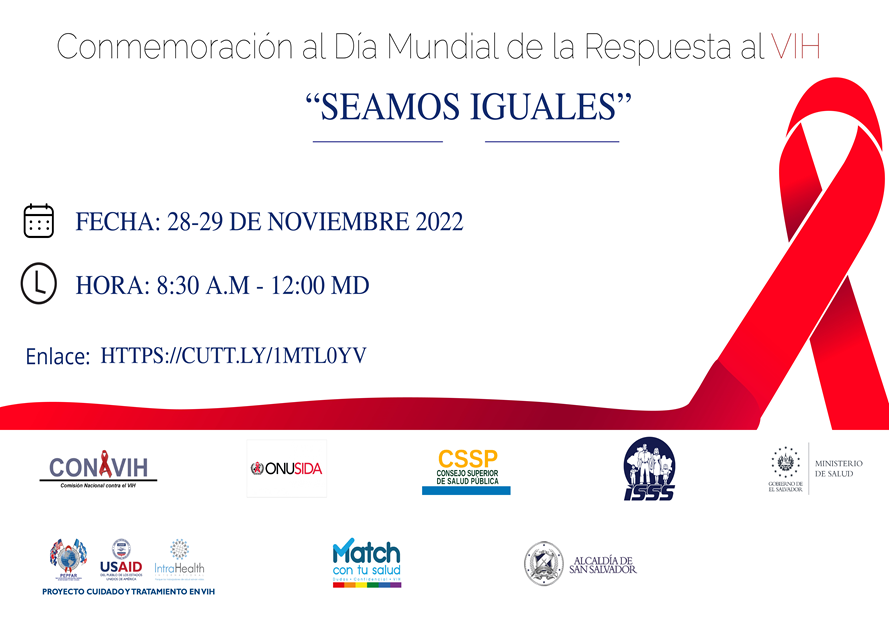 Conmemoración al Día Mundial de la Respuesta al VIH
“SEAMOS IGUALES”
FECHA: 28-29 DE NOVIEMBRE 2022
HORA: 8:30 A.M - 12:00 MD
Enlace: HTTPS://CUTT.LY/1MTL0YV
CONAVIH
Comisión Nacional contra el VIH
ONUSIDA
CSSP
CONSEJO SUPERIOR
DE SALUD PÚBLICA
ISSS
GOBIERNO DE
EL SALVADOR
MINISTERIO
DE SALUD
PEPFAR
USAID
DEL PUEBLO DE LOS ESTADOS
UNIDOS DE AMÉRICA
IntraHealth
PROYECTO CUIDADO Y TRATAMIENTO EN VIH
Match
con tu salud
ALCALDÍA DE
SAN SALVADOR